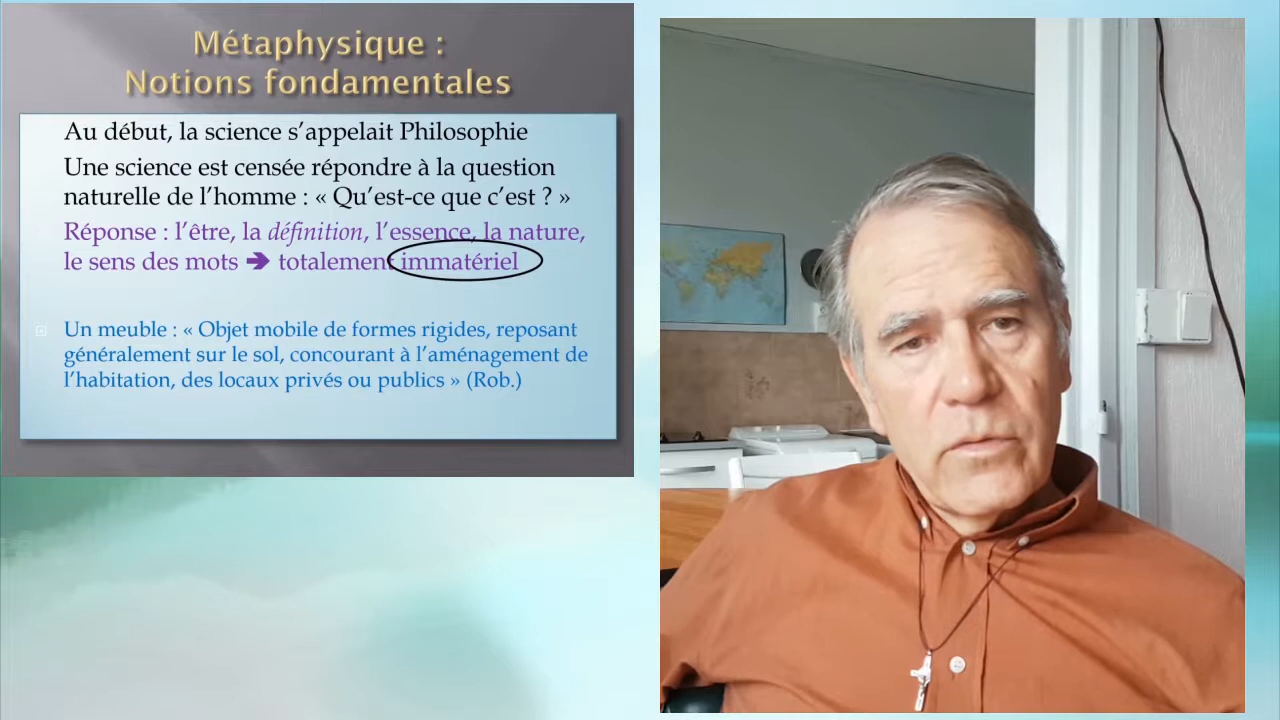 Métaphysique :
Notions fondamentales
Au début, la science s’appelait Philosophie
Une science est censée répondre à la question
naturelle de l’homme : « Qu’est-ce que c’est ? »
Réponse : l’être, la définition, l’essence, la nature,
le sens des mots ➔ totalement immatériel
Un meuble : « Objet mobile de formes rigides, reposant
généralement sur le sol, concourant à l’aménagement de
l’habitation, des locaux privés ou publics » (Rob.)